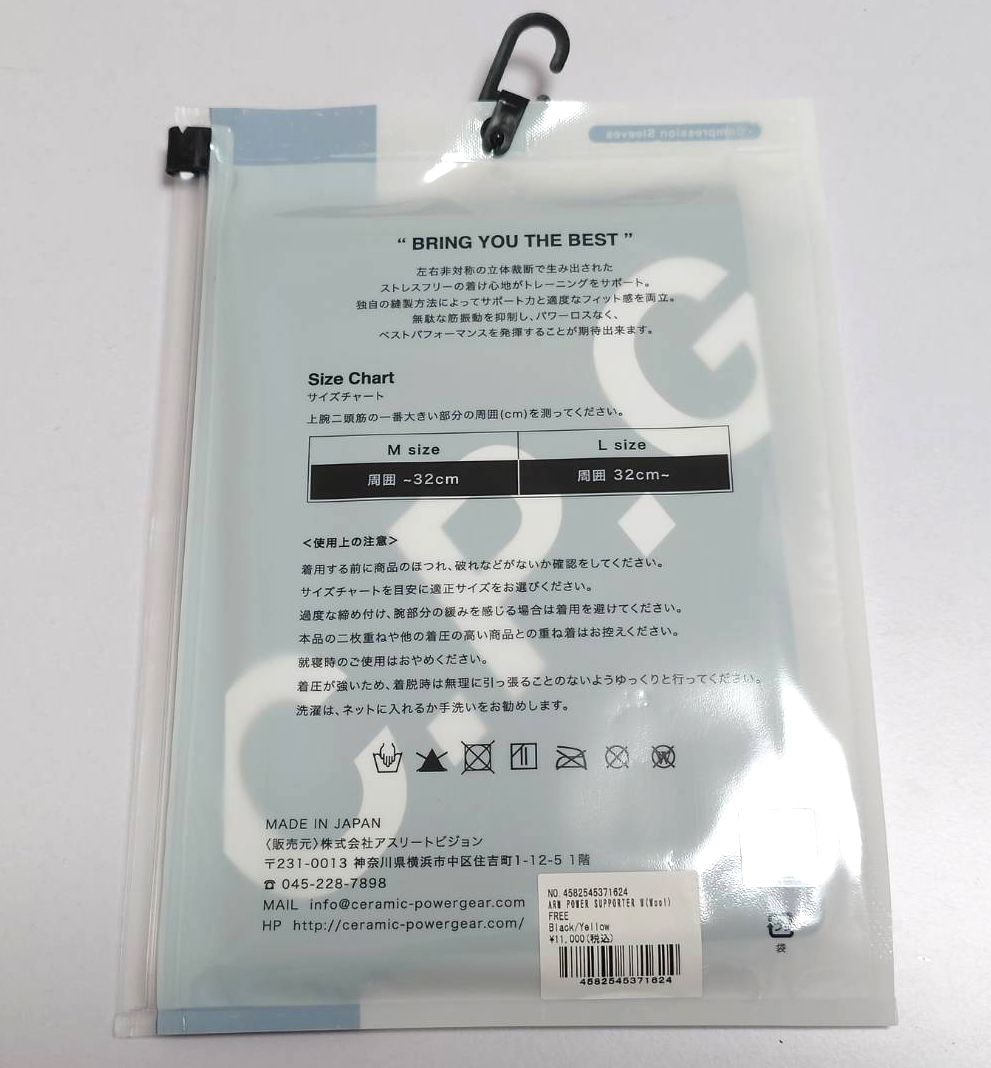 Compression Sleeves
“ BRING YOU THE BEST ”
左右非対称の立体裁断で生み出された
ストレスフリーの着け心地がトレーニングをサポート。
独自の縫製方法によってサポート力と適度なフィット感を両立。
無駄な筋振動を抑制し、パワーロスなく、
ベストパフォーマンスを発揮することが期待出来ます。
Size Chart
サイズチャート
上腕二頭筋の一番大きい部分の周囲(cm)を測ってください。
M size L size
周囲 ~32cm 周囲 32cm~
C.P.G
<使用上の注意>
着用する前に商品のほつれ、破れなどがないか確認をしてください。
サイズチャートを目安に適正サイズをお選びください。
過度な締め付け、腕部分の緩みを感じる場合は着用を避けてください。
本品の二枚重ねや他の着圧の高い商品との重ね着はお控えください。
就寝時のご使用はおやめください。
着圧が強いため、着脱時は無理に引っ張ることのないようゆっくりと行ってください。
洗濯は、ネットに入れるか手洗いをお勧めします。
W
MADE IN JAPAN
〈販売元〉株式会社アスリートビジョン
〒231-0013 神奈川県横浜市中区住吉町1-12-5 1階
☎ 045-228-7898
MAIL info@ceramic-powergear.com
HP http://ceramic-powergear.com/
NO.4582545371624
ARM POWER SUPPORTER W(Wool)
FREE
Black/Yellow
¥11,000(税込)
4582545371624
プラ
袋